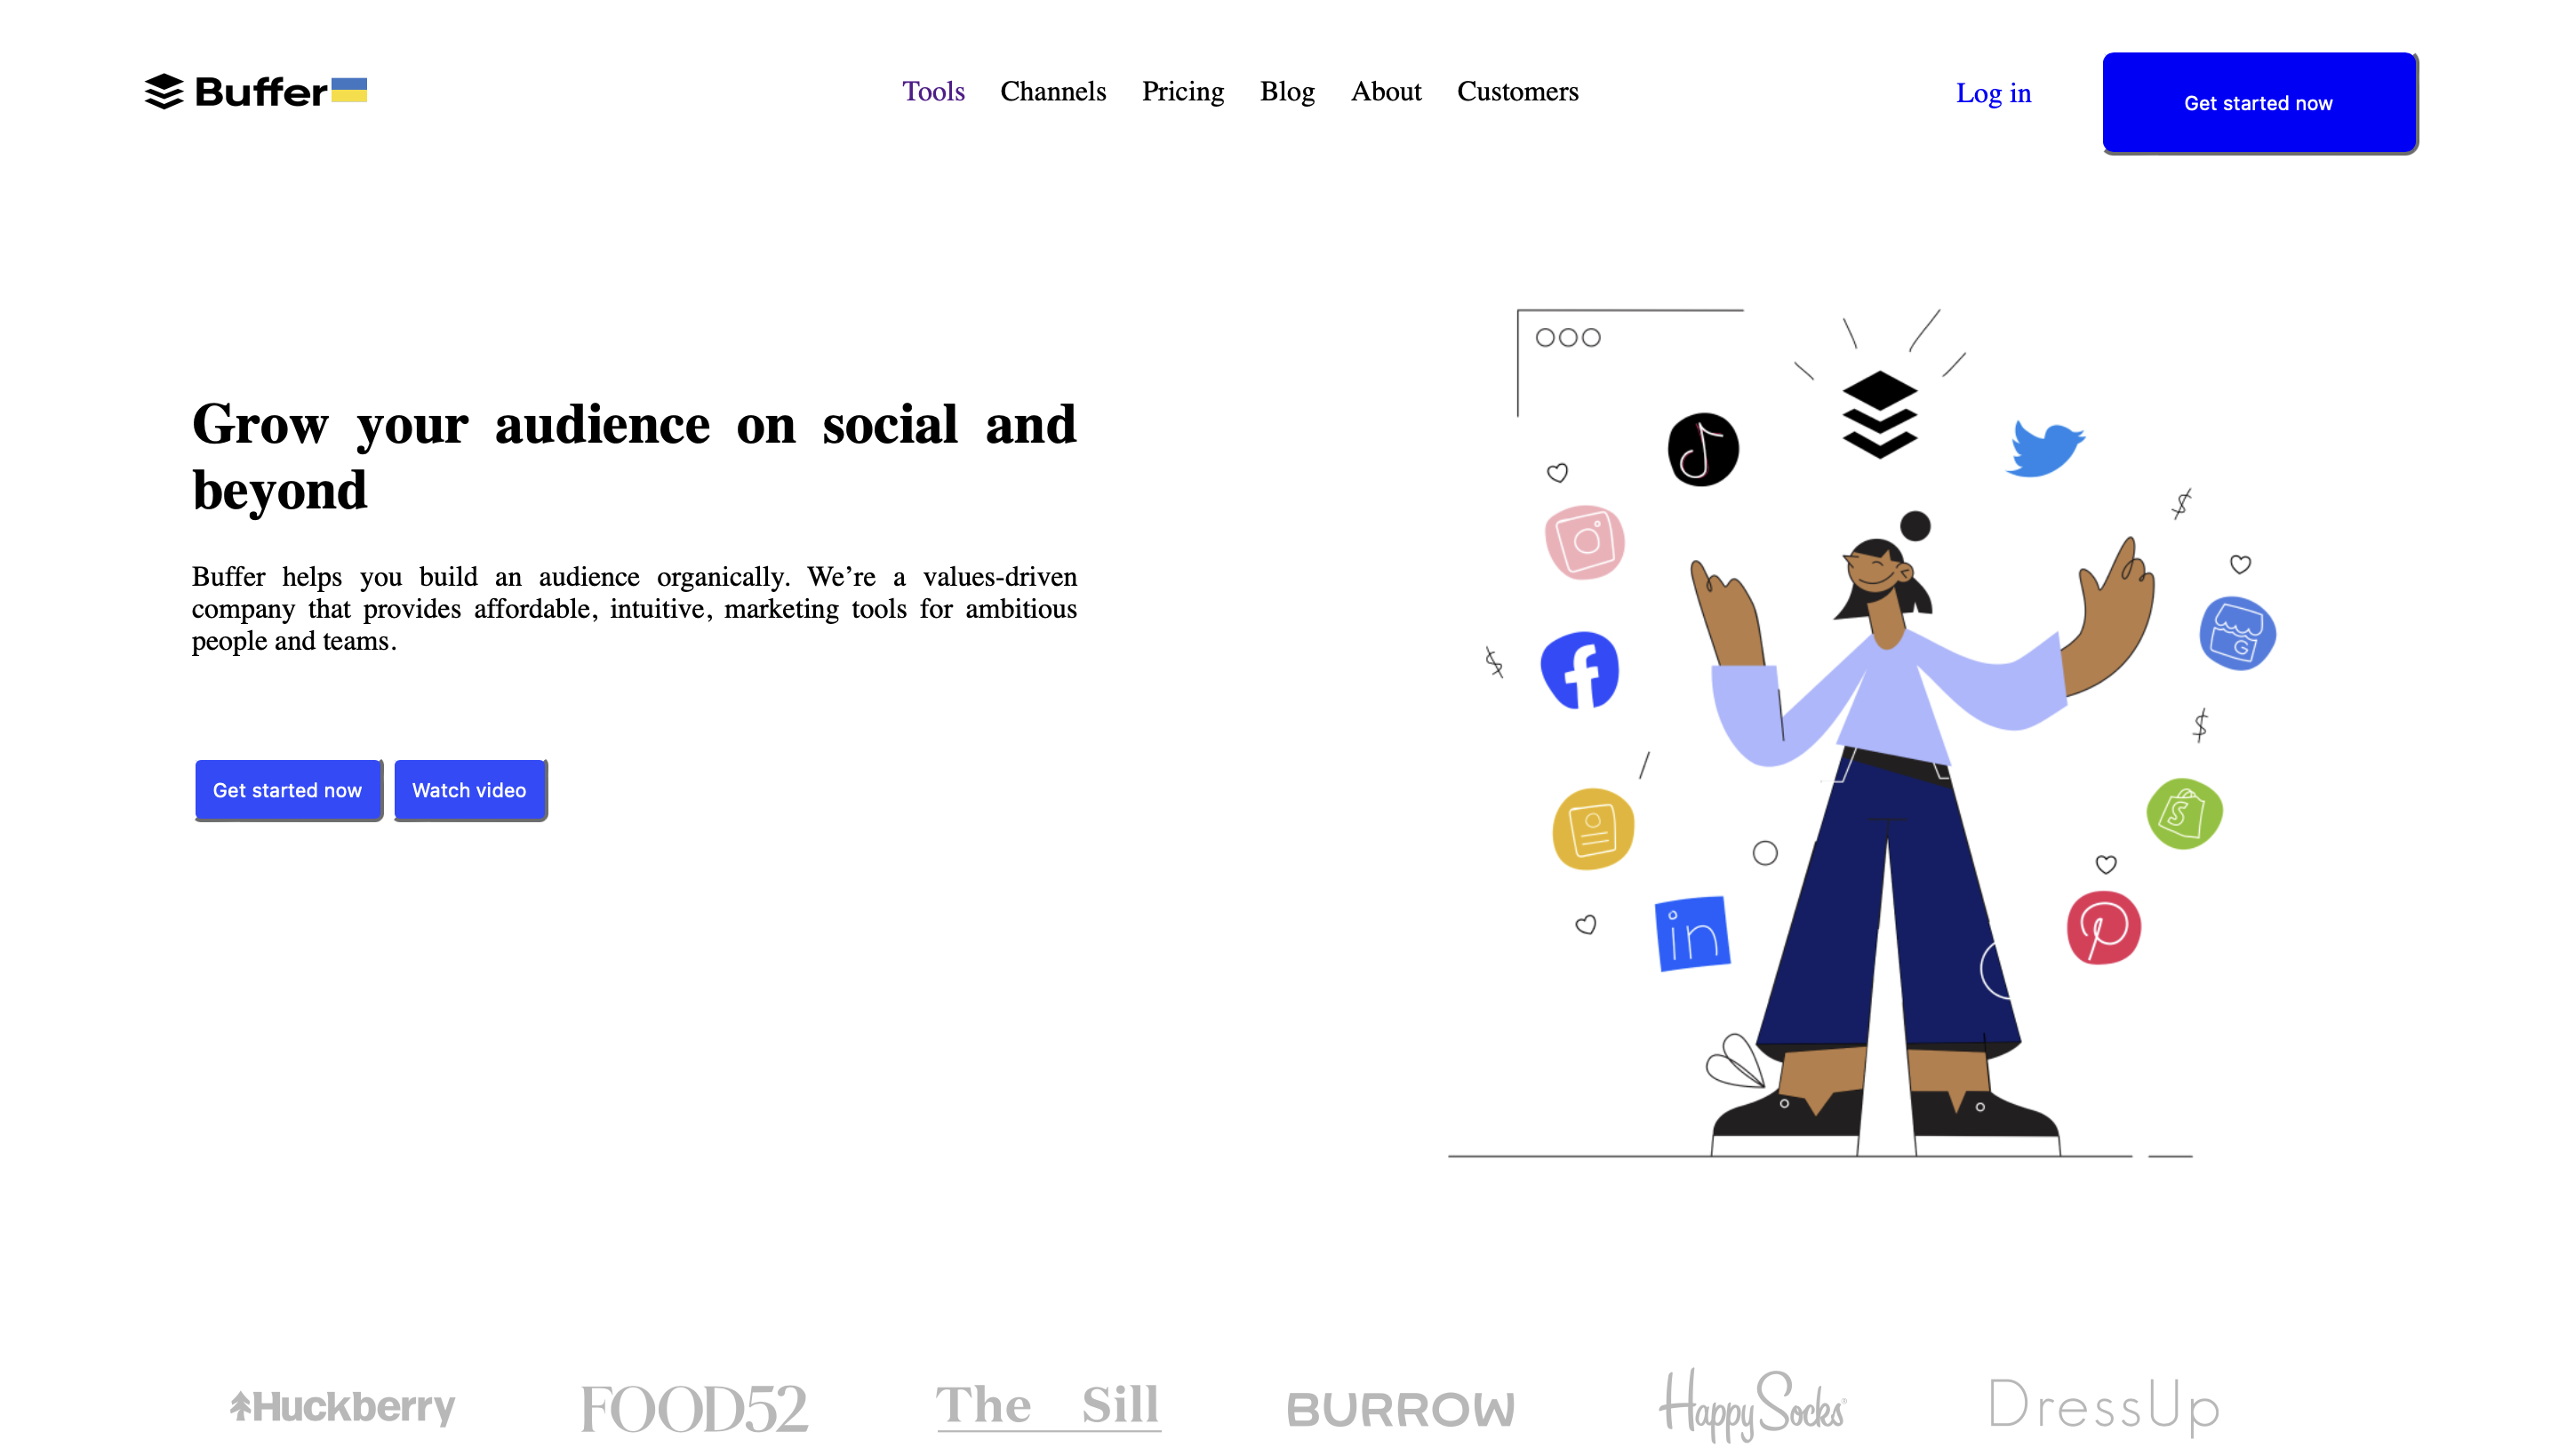 Buffer
Tools Channels Pricing Blog About Customers
Log in
Get started now
Grow your audience on social and
beyond
Buffer helps you build an audience organically. We’re a values-driven
company that provides affordable, intuitive, marketing tools for ambitious
people and teams.
Get started now
Watch video
$
$
$
f
G
S
in
Huckberry
FOOD52
The Sill
BURROW
HappySocks
DressUp